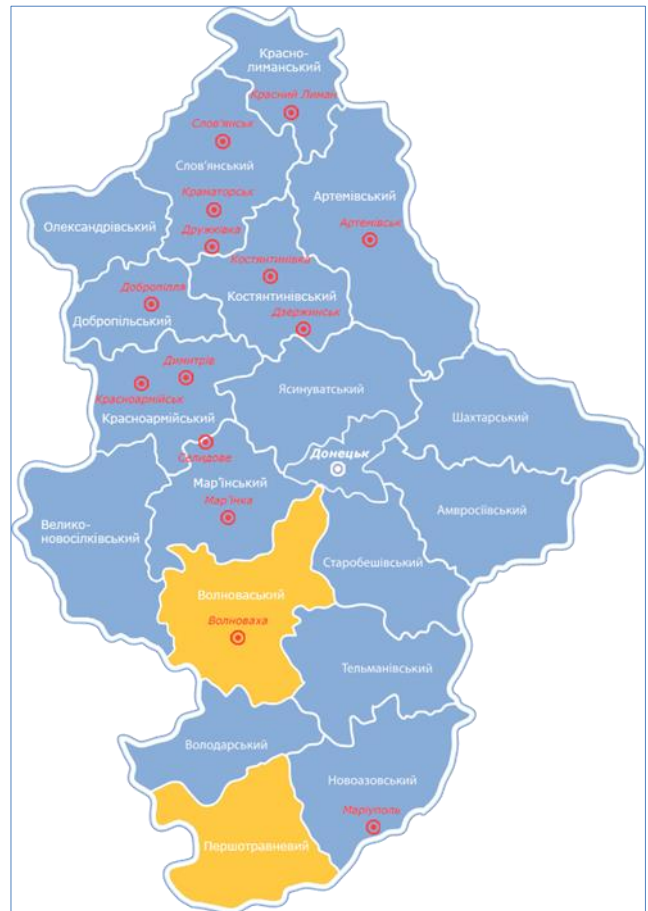 Красно-
лиманський
Красний Лиман
Слов'янськ
Слов'янський
Артемівський
Краматорськ
Олександрівський
Артемівськ
Дружківка
Костянтинівка
Добропілля
Костянтинівський
Добропільський
Дзержинськ
Димитрів
Ясинуватський
Красноармійськ
Красноармійський
Шахтарський
Селидове
Донецьк
Мар'їнський
Мар'їнка
Амвросіївський
Велико-
новосілківський
Старобешівський
Волноваський
Волноваха
Тельманівський
Володарський
Новоазовський
Маріуполь
Першотравневий